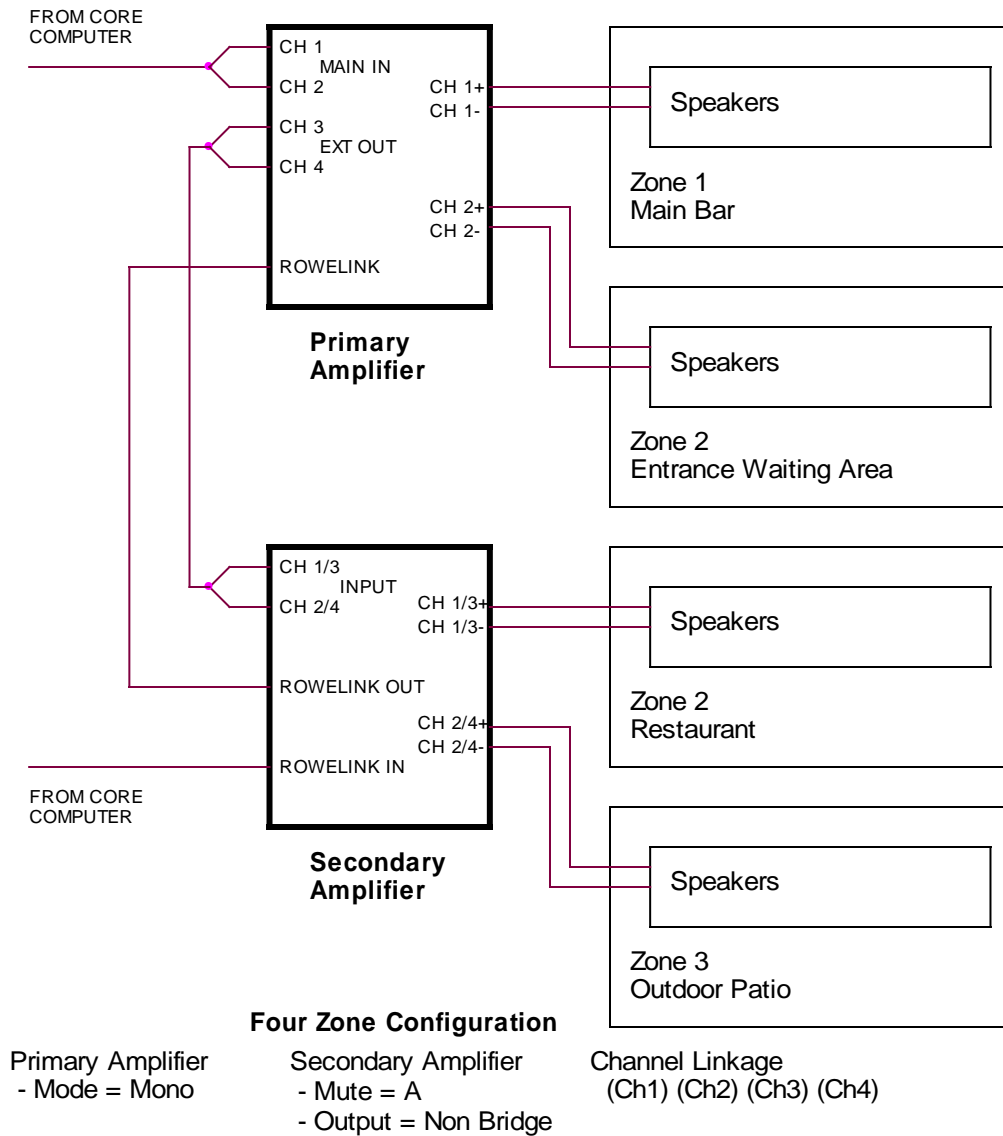 FROM CORE
COMPUTER
CH 1
MAIN IN
CH 2
CH 3
EXT OUT
CH 4
ROWELINK
CH 1+
CH 1-
CH 2+
CH 2-
Primary
Amplifier
Speakers
Zone 1
Main Bar
Speakers
Zone 2
Entrance Waiting Area
CH 1/3
INPUT
CH 2/4
ROWELINK OUT
ROWELINK IN
CH 1/3+
CH 1/3-
CH 2/4+
CH 2/4-
FROM CORE
COMPUTER
Secondary
Amplifier
Speakers
Zone 2
Restaurant
Speakers
Zone 3
Outdoor Patio
Four Zone Configuration
Primary Amplifier
- Mode = Mono
Secondary Amplifier
- Mute = A
- Output = Non Bridge
Channel Linkage
(Ch1) (Ch2) (Ch3) (Ch4)